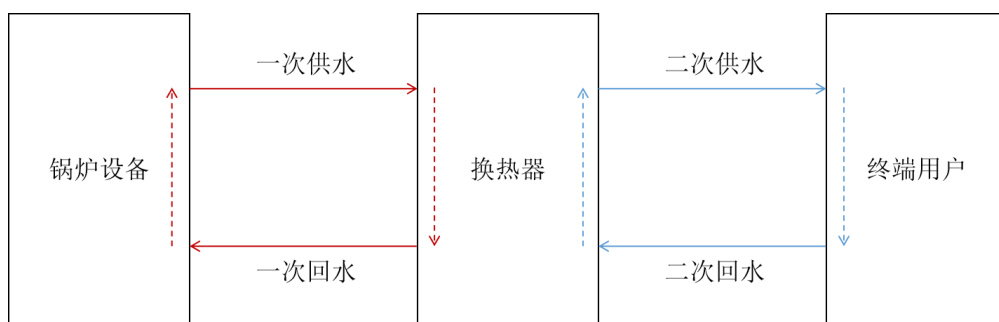 一次供水
二次供水
锅炉设备
换热器
终端用户
一次回水
二次回水